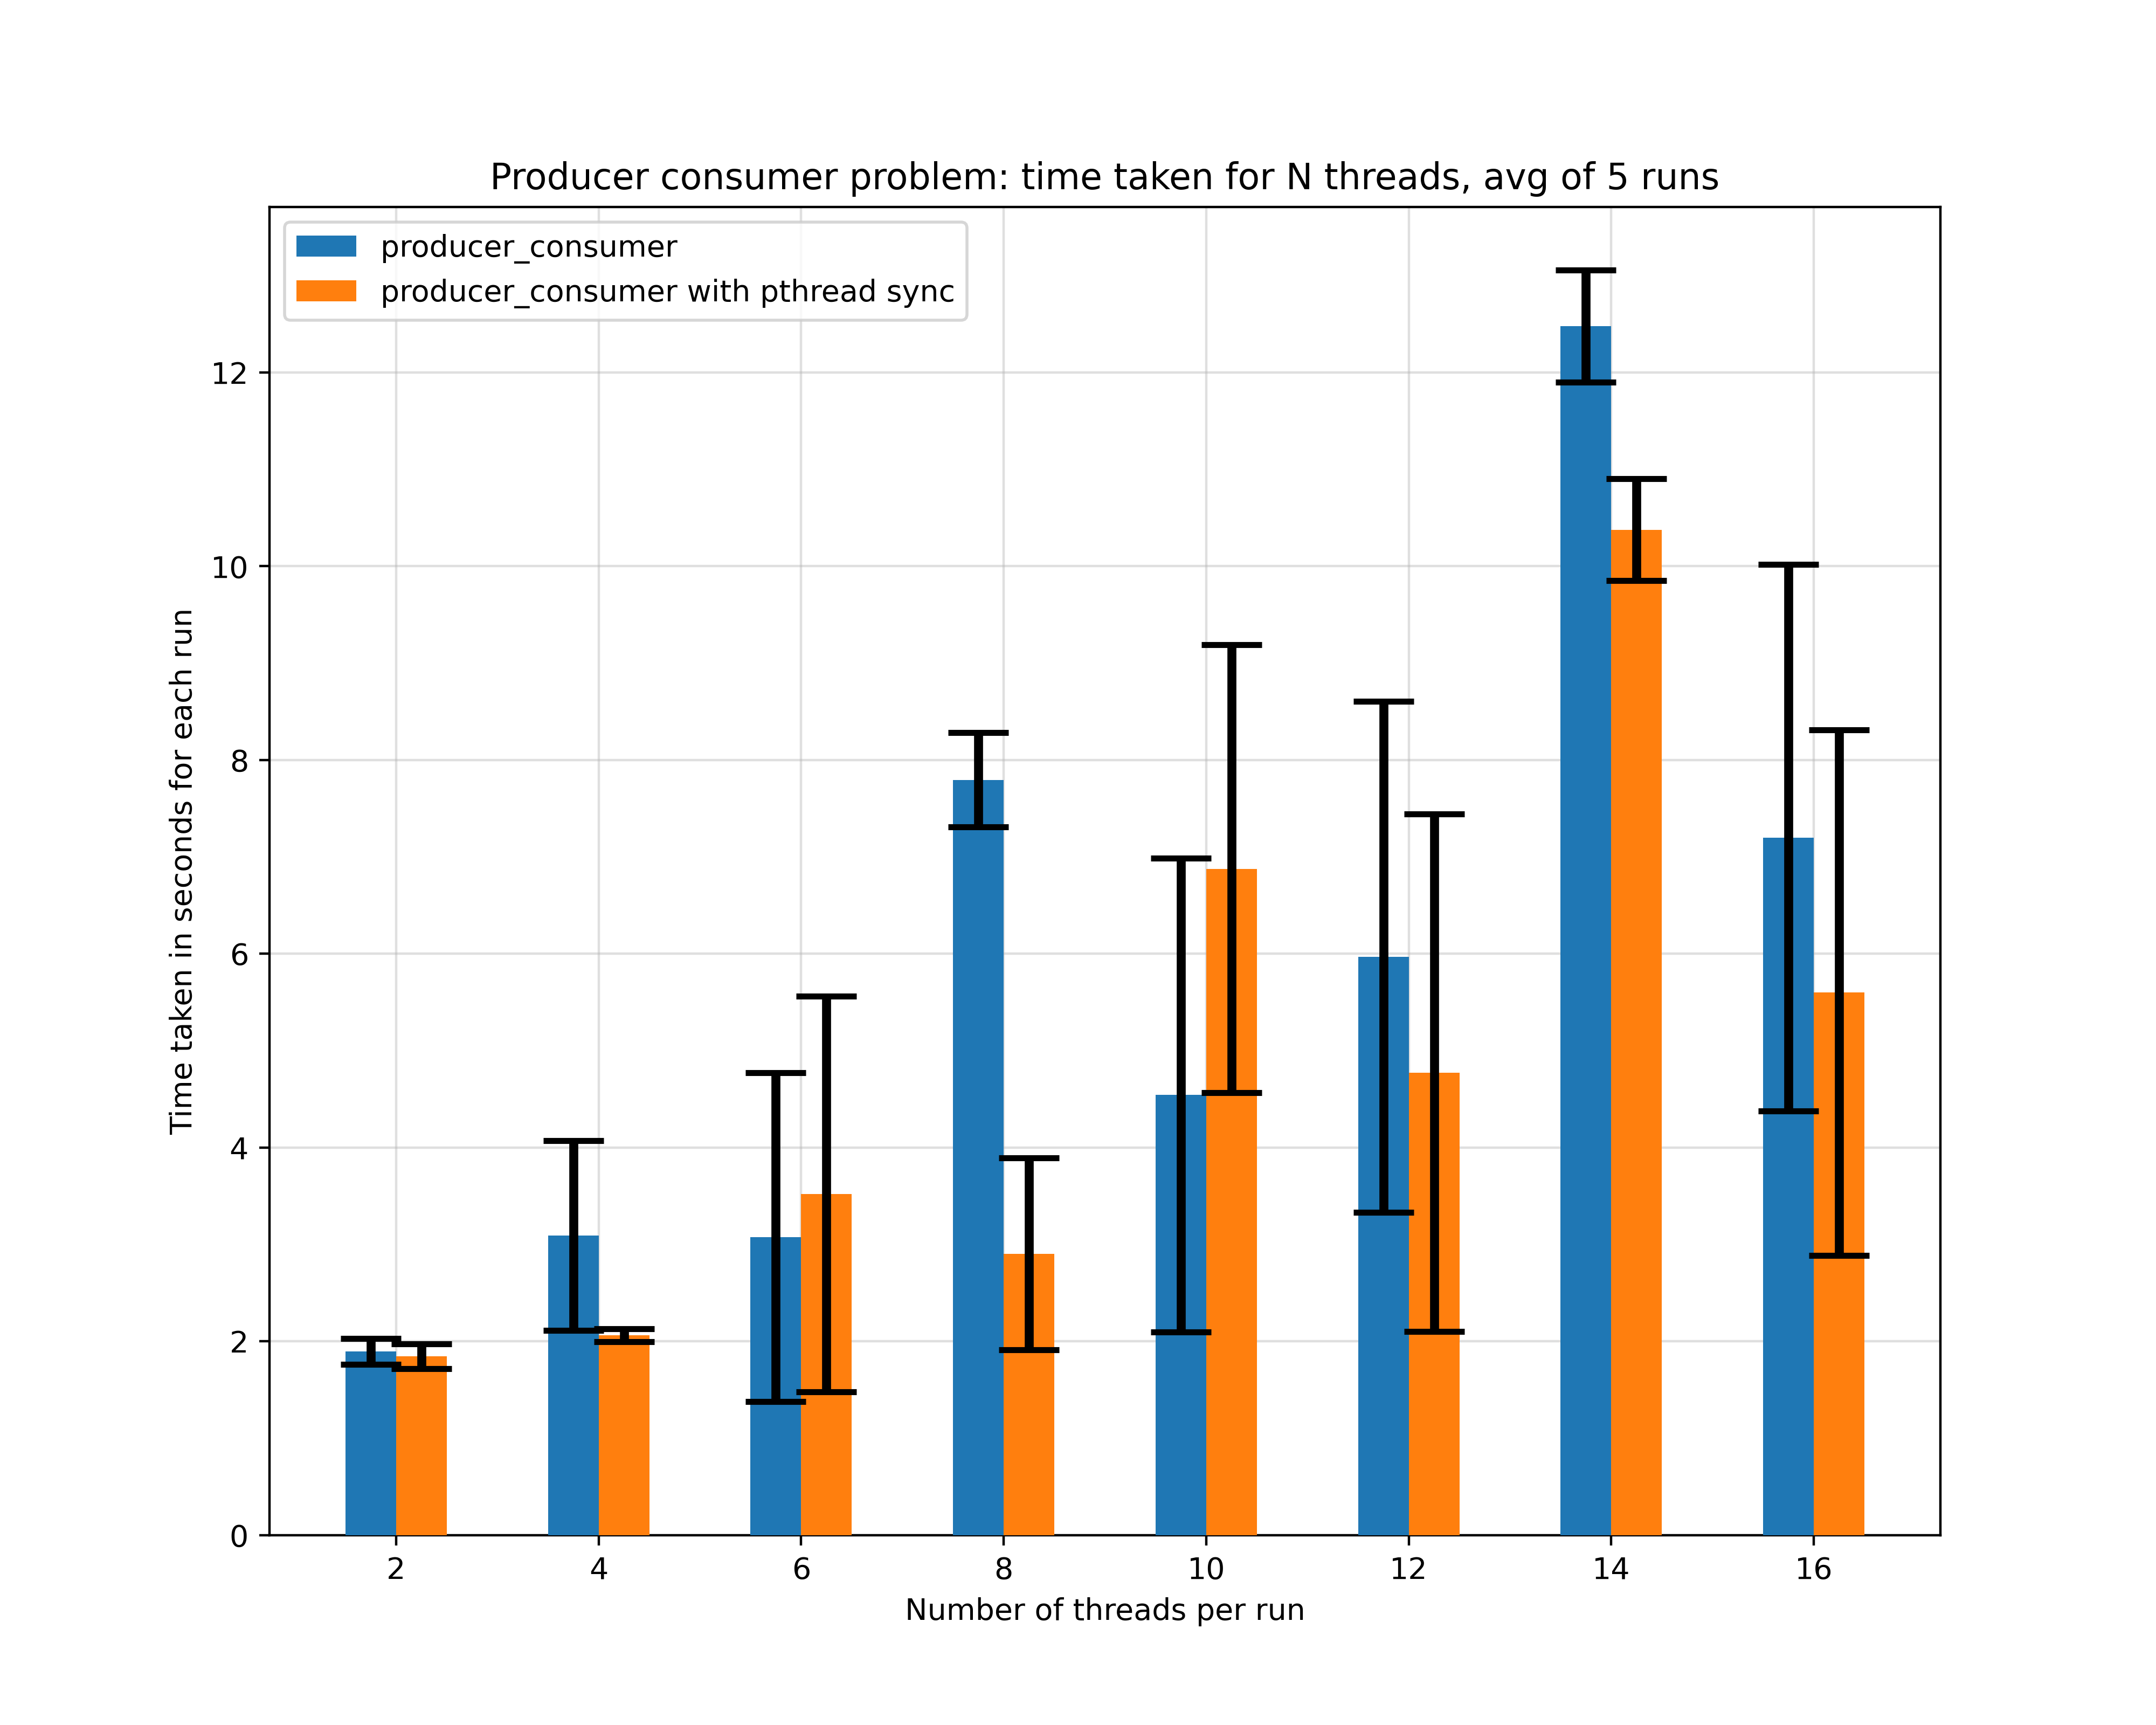 Producer consumer problem: time taken for N threads, avg of 5 runs
producer_consumer
producer_consumer with pthread sync
Time taken in seconds for each run
12
10
8
6
4
2
0
2 4 6 8 10 12 14 16
Number of threads per run